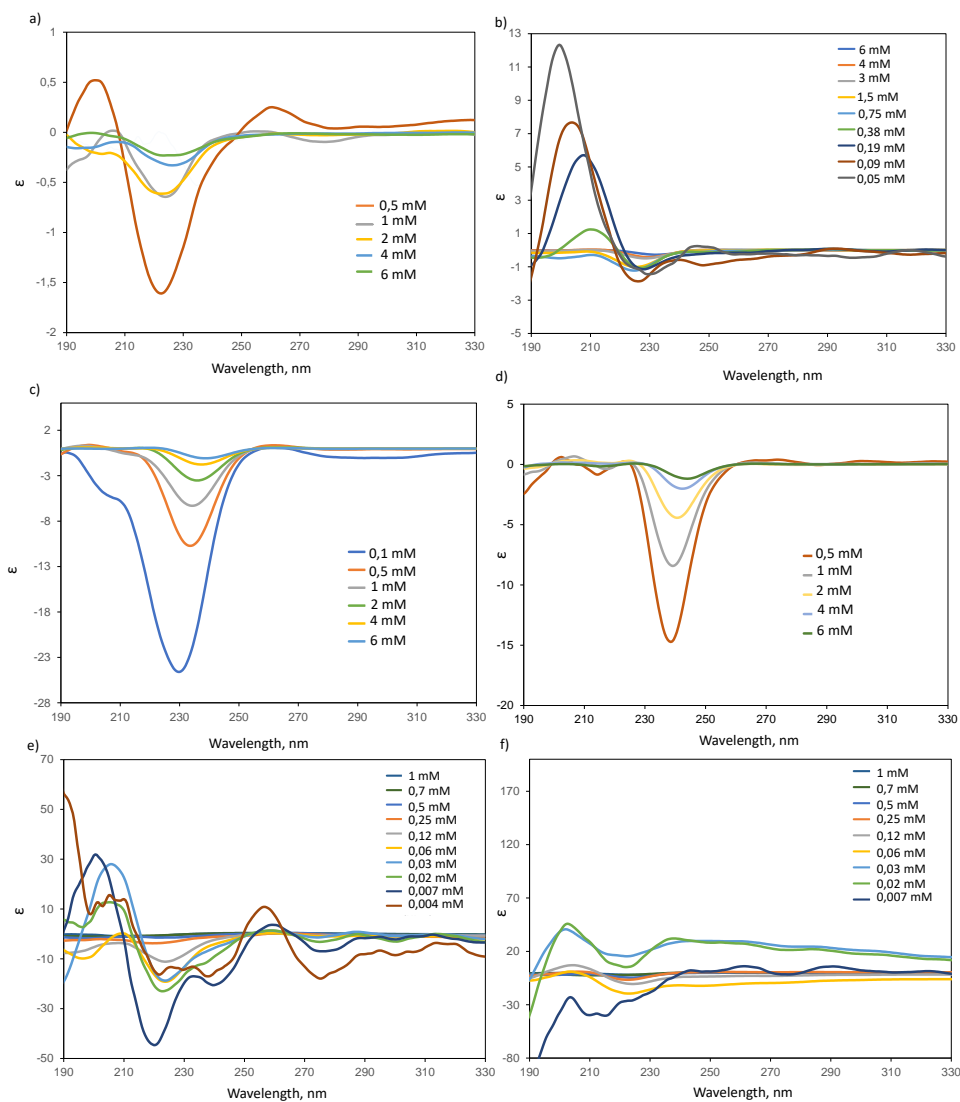 a)
1
0,5
0
-0,5
-1
-1,5
-2
ε
190 210 230 250 270 290 310 330
Wavelength, nm
0,5 mM
1 mM
2 mM
4 mM
6 mM
b)
13
11
9
7
5
3
1
-1
-3
-5
ε
190 210 230 250 270 290 310 330
Wavelength, nm
6 mM
4 mM
3 mM
1,5 mM
0,75 mM
0,38 mM
0,19 mM
0,09 mM
0,05 mM
c)
2
-3
-8
-13
-18
-23
-28
ε
190 210 230 250 270 290 310 330
Wavelength, nm
0,1 mM
0,5 mM
1 mM
2 mM
4 mM
6 mM
d)
5
0
-5
-10
-15
-20
ε
190 210 230 250 270 290 310 330
Wavelength, nm
0,5 mM
1 mM
2 mM
4 mM
6 mM
e)
70
50
30
10
-10
-30
-50
ε
190 210 230 250 270 290 310 330
Wavelength, nm
1 mM
0,7 mM
0,5 mM
0,25 mM
0,12 mM
0,06 mM
0,03 mM
0,02 mM
0,007 mM
0,004 mM
f)
170
120
70
20
-30
-80
ε
190 210 230 250 270 290 310 330
Wavelength, nm
1 mM
0,7 mM
0,5 mM
0,25 mM
0,12 mM
0,06 mM
0,03 mM
0,02 mM
0,007 mM